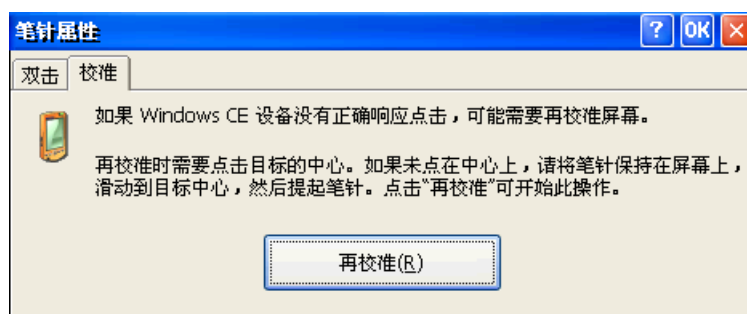 笔针属性
? OK ×
双击 校准
如果 Windows CE 设备没有正确响应点击，可能需要再校准屏幕。
再校准时需要点击目标的中心。如果未点在中心上，请将笔针保持在屏幕上，
滑动到目标中心，然后提起笔针。点击"再校准"可开始此操作。
再校准(R)